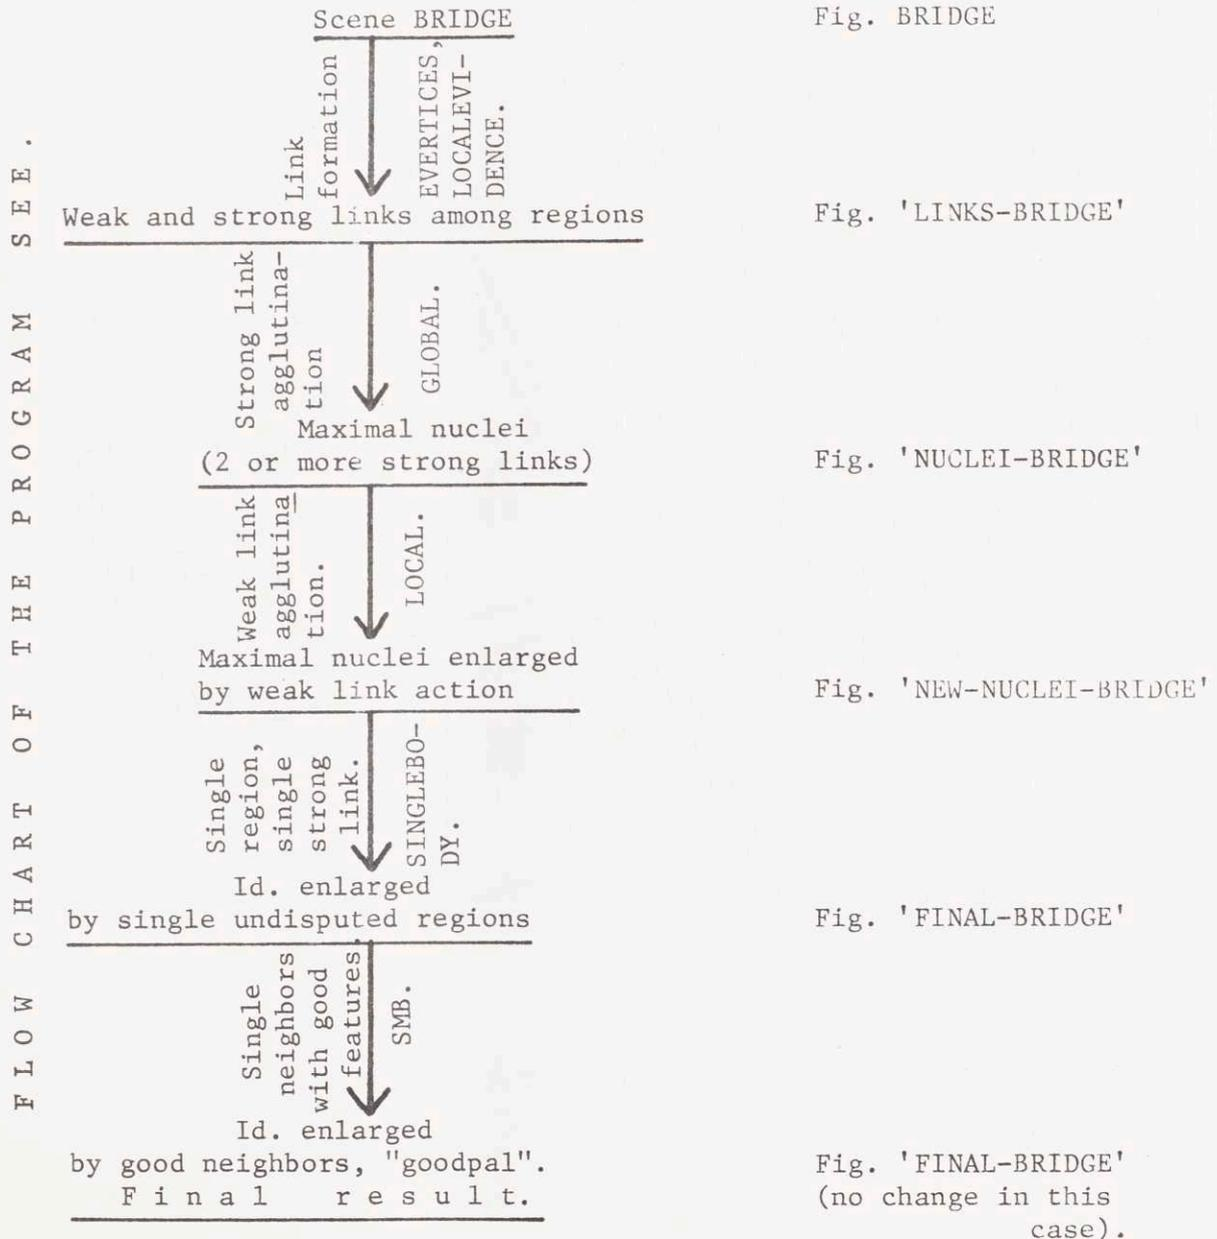 FLOW CHART OF THE PROGRAM SEE.
Scene BRIDGE
Fig. BRIDGE
Link
formation
EVERTICES,
LOCALEVI-
DENCE.
Weak and strong links among regions
Fig. 'LINKS-BRIDGE'
Strong link
agglutina-
tion
GLOBAL.
Maximal nuclei
(2 or more strong links)
Fig. 'NUCLEI-BRIDGE'
Weak link
agglutina
tion.
LOCAL.
Maximal nuclei enlarged
by weak link action
Fig. 'NEW-NUCLEI-BRIDGE'
Single
region,
single
strong
link.
SINGLEBO-
DY.
Id. enlarged
by single undisputed regions
Fig. 'FINAL-BRIDGE'
Single
neighbors
with good
features
SMB.
Id. enlarged
by good neighbors, "goodpal".
Final result.
Fig. 'FINAL-BRIDGE'
(no change in this
case).